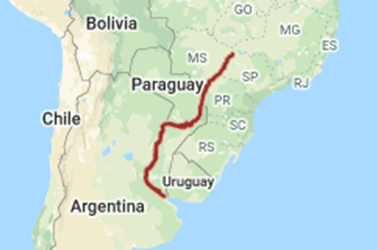 GO
Bolivia
MG
ES
MS
Paraguay
SP
RJ
PR
Chile
SC
RS
Uruguay
Argentina